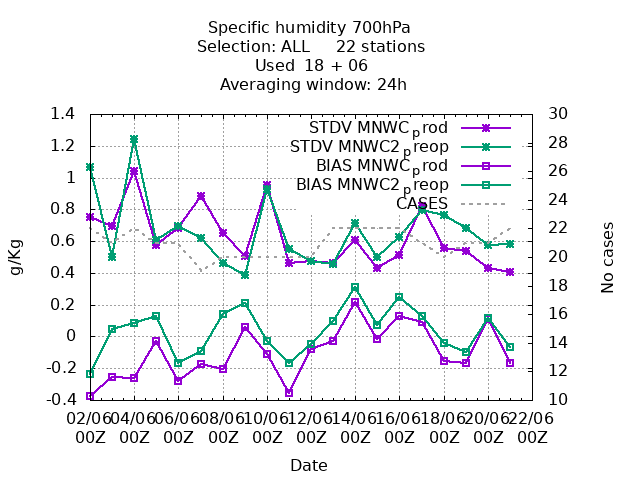 Specific humidity 700hPa
Selection: ALL     22 stations
Used  18 + 06
Averaging window: 24h
STDV MNWC_prod
STDV MNWC2_preop
BIAS MNWC_prod
BIAS MNWC2_preop
CASES
1.4
1.2
1
0.8
0.6
0.4
0.2
0
-0.2
-0.4
g/Kg
30
28
26
24
22
20
18
16
14
12
10
No cases
02/06 04/06 06/06 08/06 10/06 12/06 14/06 16/06 18/06 20/06 22/06
00Z 00Z 00Z 00Z 00Z 00Z 00Z 00Z 00Z 00Z 00Z
Date